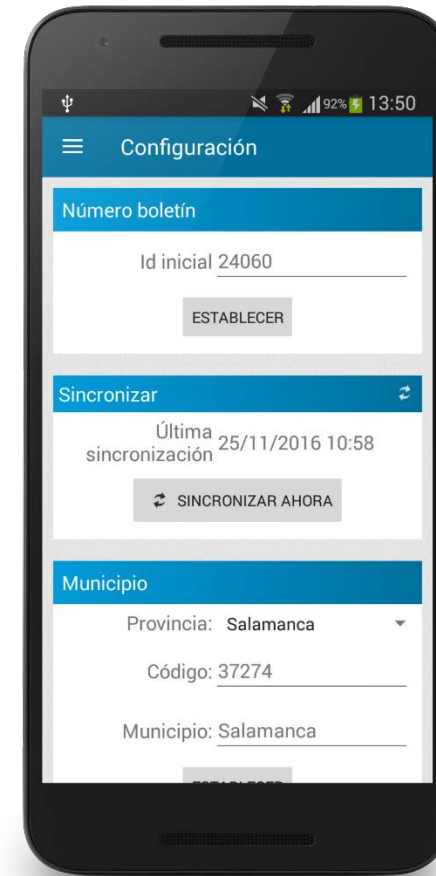 92% 13:50
Configuración
Número boletín
Id inicial 24060
ESTABLECER
Sincronizar
Última
sincronización 25/11/2016 10:58
SINCRONIZAR AHORA
Municipio
Provincia: Salamanca
Código: 37274
Municipio: Salamanca
ESTABLECER